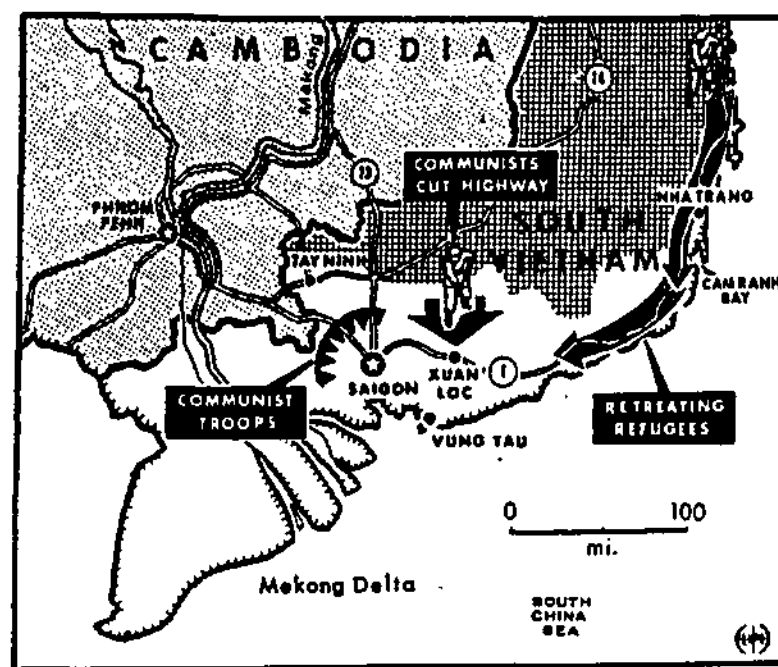 CAMBODIA
Mekong
14
13
COMMUNISTS
CUT HIGHWAY
PHNOM
PENH
NHA TRANG
SOUTH
VIETNAM
TAY NINH
CAM RANH
BAY
SAIGON
XUAN
LOC
1
COMMUNIST
TROOPS
RETREATING
REFUGEES
VUNG TAU
0 100
mi.
Mekong Delta
SOUTH
CHINA
SEA